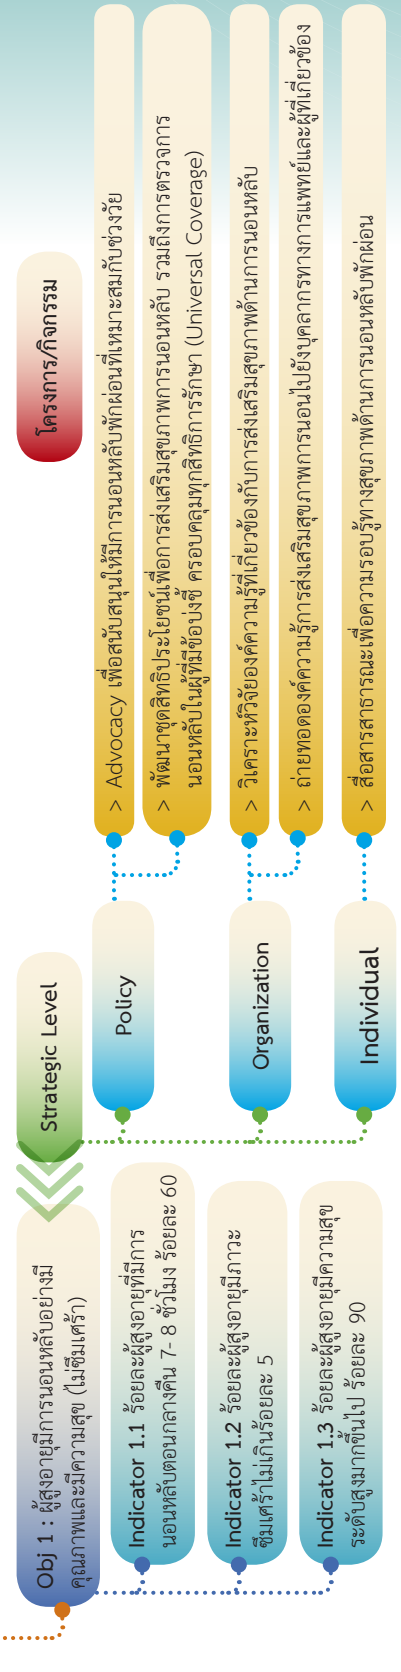 Obj 1 : ผู้สูงอายุมีการนอนหลับอย่างมี
คุณภาพและมีความสุข (ไม่ซึมเศร้า)
Indicator 1.1 ร้อยละผู้สูงอายุที่มีการ
นอนหลับตอนกลางคืน 7- 8 ชั่วโมง ร้อยละ 60
Indicator 1.2 ร้อยละผู้สูงอายุมีภาวะ
ซึมเศร้าไม่เกินร้อยละ 5
Indicator 1.3 ร้อยละผู้สูงอายุมีความสุข
ระดับสูงมากขึ้นไป ร้อยละ 90
Strategic Level
Policy
Organization
Individual
โครงการ/กิจกรรม
> Advocacy เพื่อสนับสนุนให้มีการนอนหลับพักผ่อนที่เหมาะสมกับช่วงวัย
> พัฒนาชุดสิทธิประโยชน์เพื่อการส่งเสริมสุขภาพการนอนหลับ รวมถึงการตรวจการ
นอนหลับในผู้ที่มีข้อบ่งชี้ ครอบคลุมทุกสิทธิการรักษา (Universal Coverage)
> วิเคราะห์วิจัยองค์ความรู้ที่เกี่ยวข้องกับการส่งเสริมสุขภาพด้านการนอนหลับ
> ถ่ายทอดองค์ความรู้การส่งเสริมสุขภาพการนอนไปยังบุคลากรทางการแพทย์และผู้ที่เกี่ยวข้อง
> สื่อสารสาธารณะเพื่อความรอบรู้ทางสุขภาพด้านการนอนหลับพักผ่อน